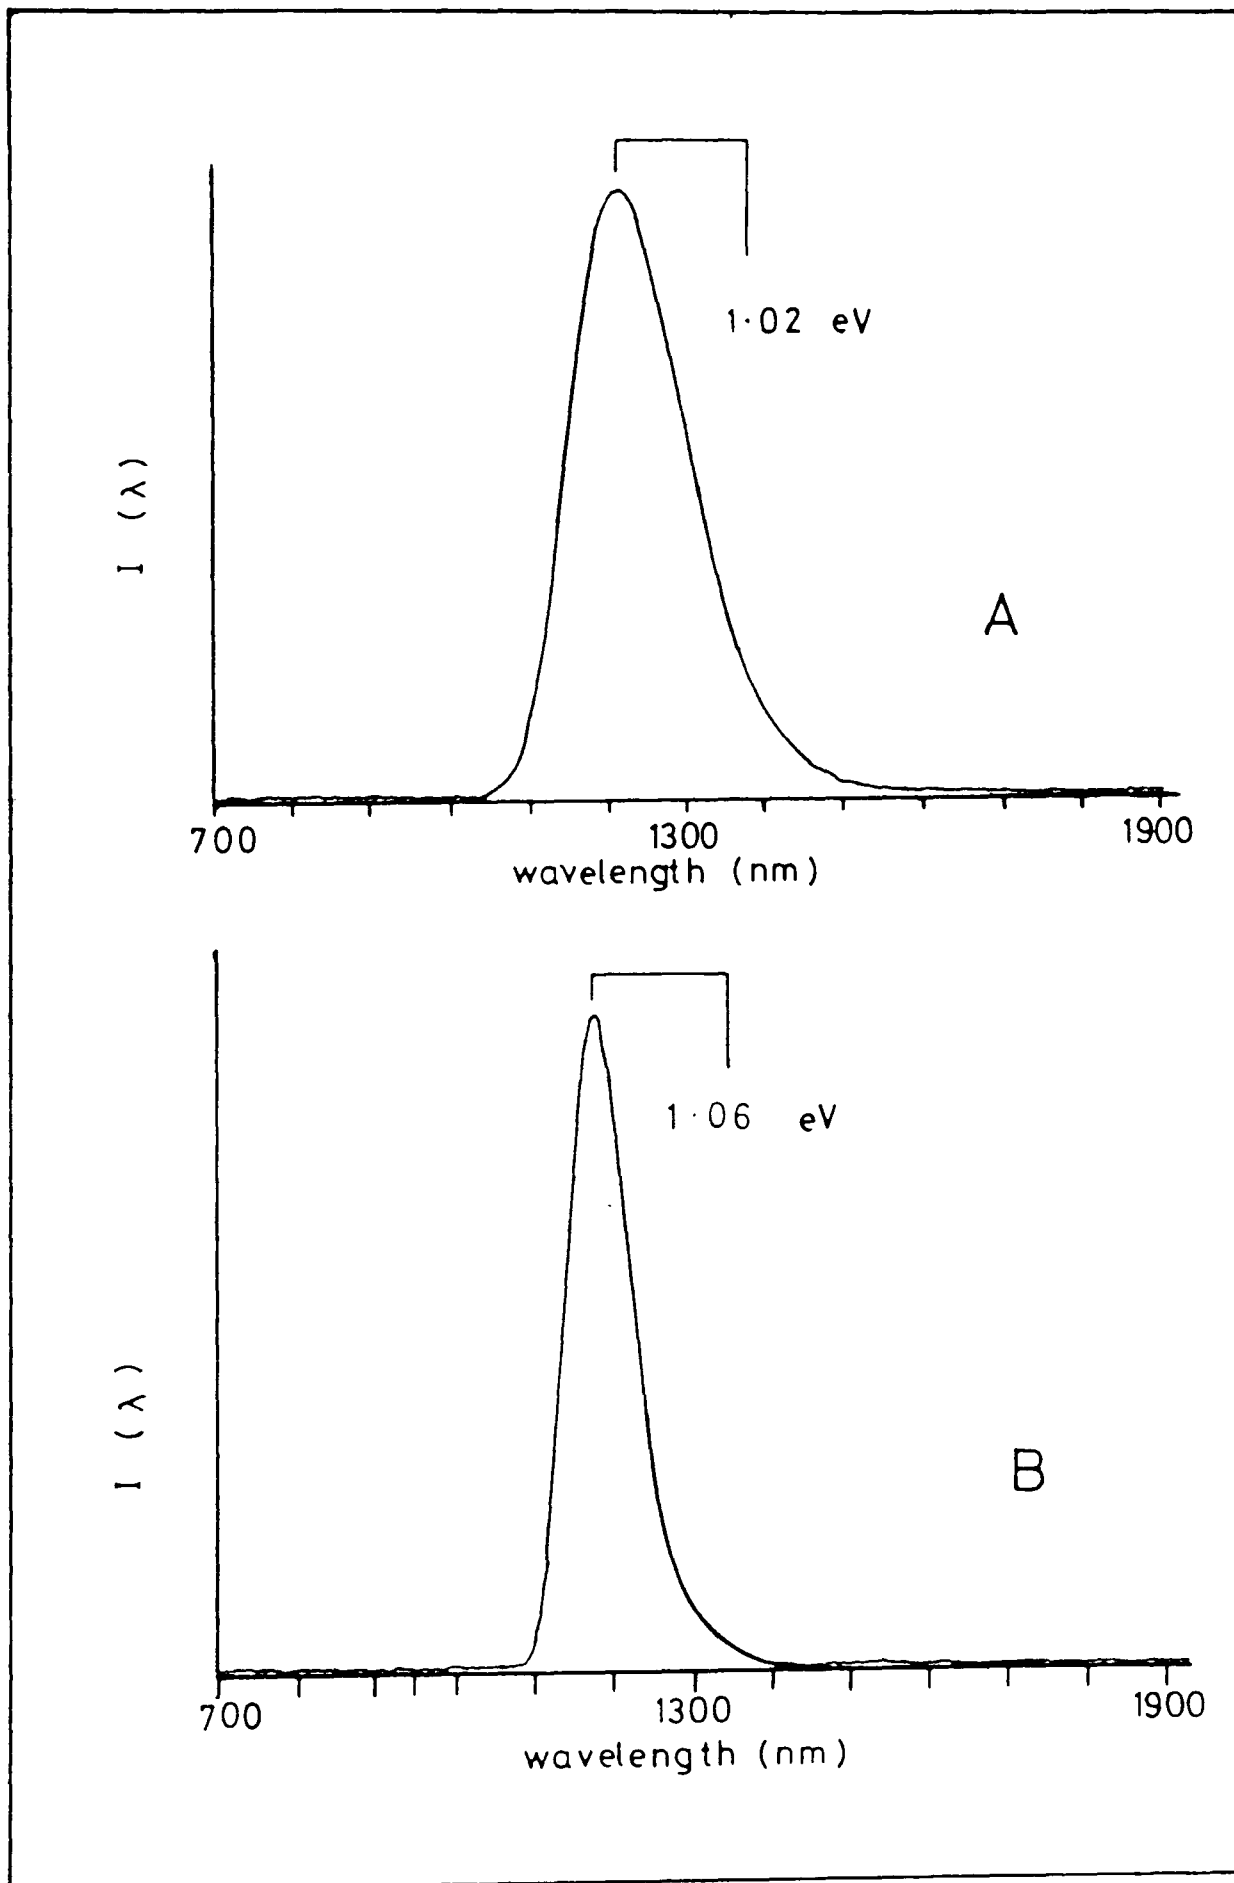 1·02 eV
I (λ)
A
700 1300 1900
wavelength (nm)
1·06 eV
I (λ)
B
700 1300 1900
wavelength (nm)